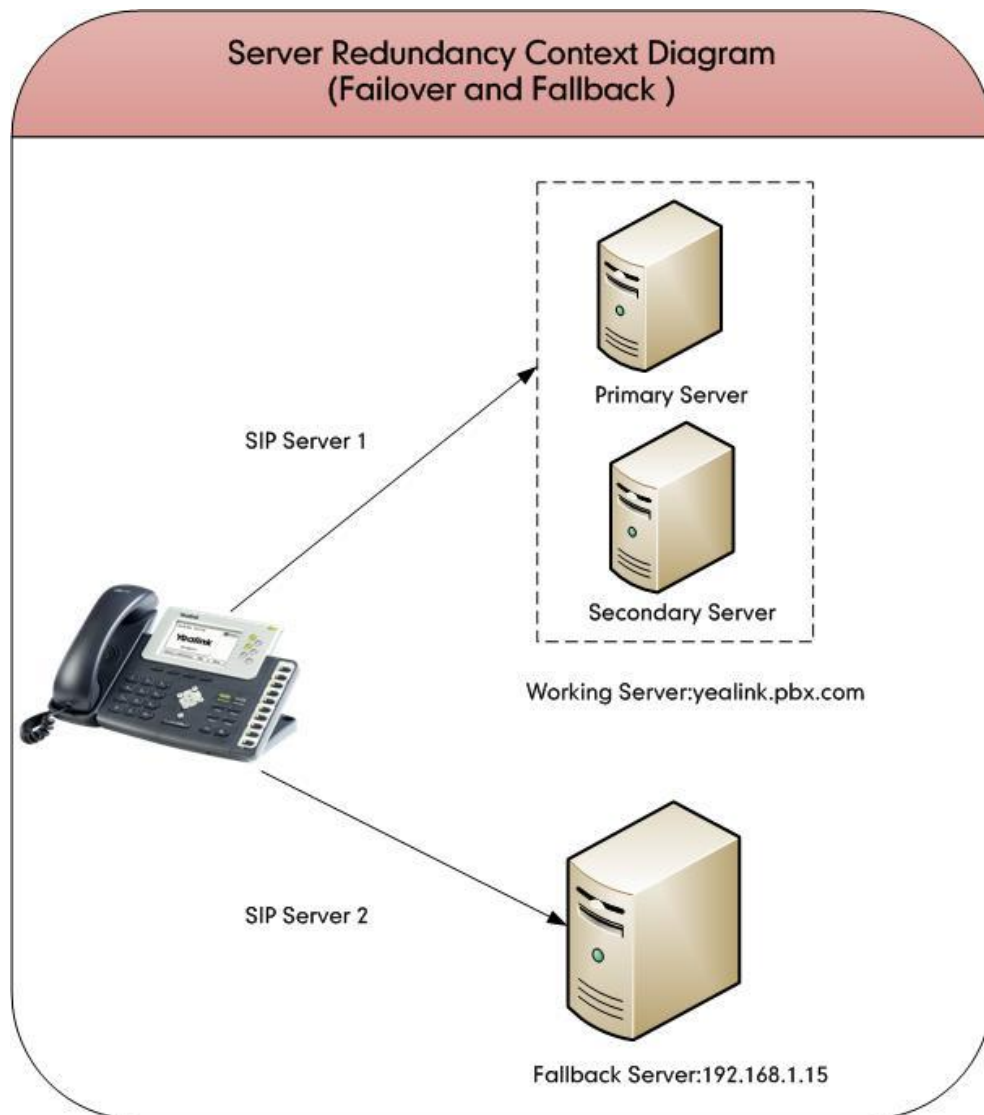 Server Redundancy Context Diagram
(Failover and Fallback )
Primary Server
SIP Server 1
Secondary Server
Yealink
Working Server:yealink.pbx.com
SIP Server 2
Fallback Server:192.168.1.15